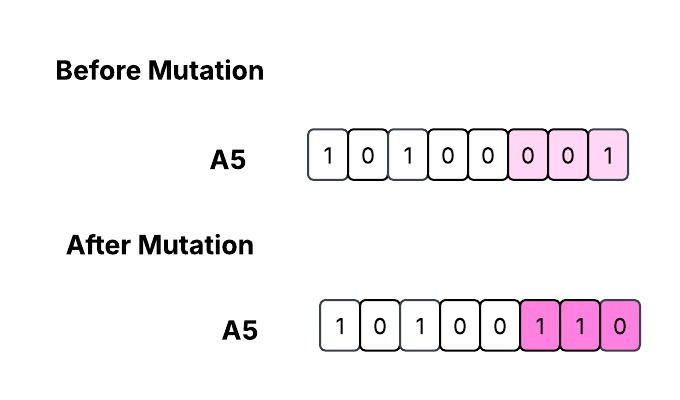 Before Mutation
A5 1 0 1 0 0 0 0 1
After Mutation
A5 1 0 1 0 0 1 1 0